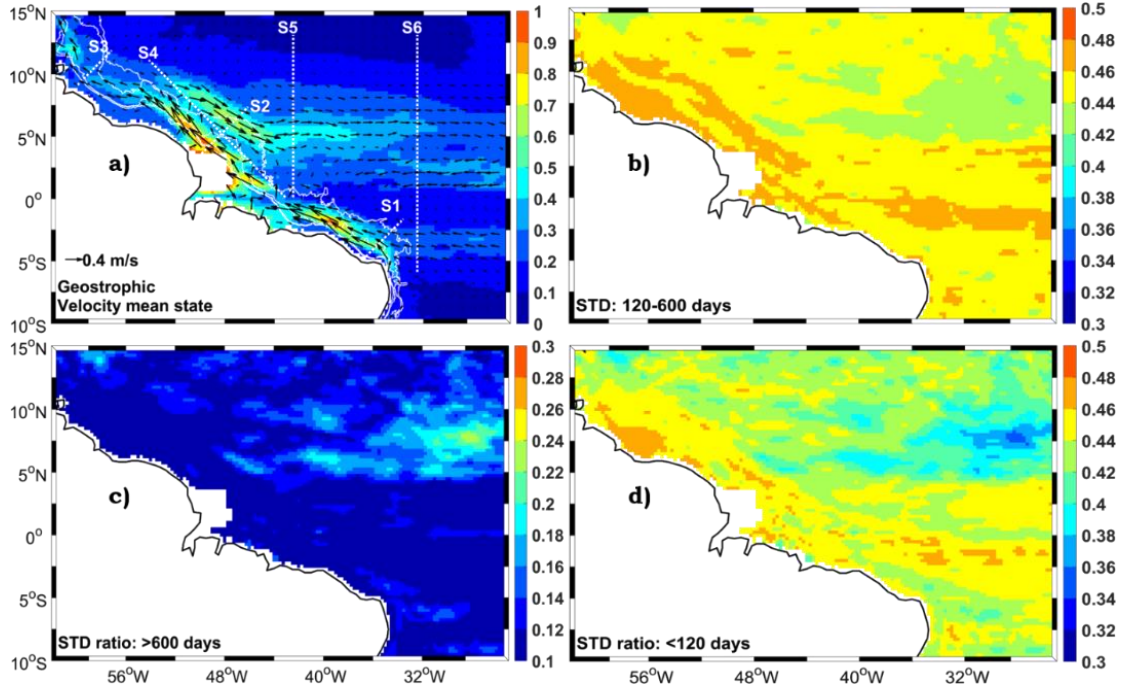 15°N
10°N
5°N
0°
5°S
10°S
S3
S4
S5
S6
S2
S1
a)
0.4 m/s
Geostrophic
Velocity mean state
1
0.9
0.8
0.7
0.6
0.5
0.4
0.3
0.2
0.1
0
b)
STD: 120-600 days
0.5
0.48
0.46
0.44
0.42
0.4
0.38
0.36
0.34
0.32
0.3
15°N
10°N
5°N
0°
5°S
10°S
c)
STD ratio: >600 days
56°W
48°W
40°W
32°W
0.3
0.28
0.26
0.24
0.22
0.2
0.18
0.16
0.14
0.12
0.1
d)
STD ratio: <120 days
56°W
48°W
40°W
32°W
0.5
0.48
0.46
0.44
0.42
0.4
0.38
0.36
0.34
0.32
0.3